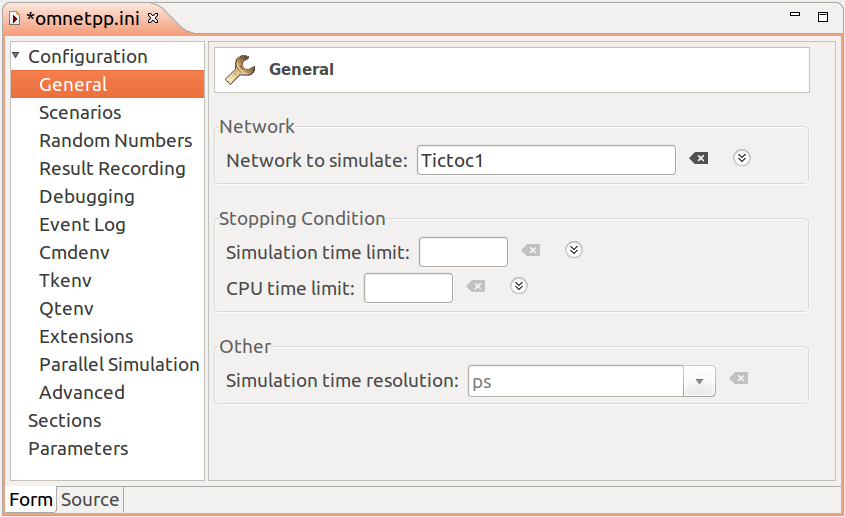 *omnetpp.ini
Configuration
General
Scenarios
Random Numbers
Result Recording
Debugging
Event Log
Cmdenv
Tkenv
Qtenv
Extensions
Parallel Simulation
Advanced
Sections
Parameters
General
Network
Network to simulate: Tictoc1
Stopping Condition
Simulation time limit:
CPU time limit:
Other
Simulation time resolution: ps
Form Source